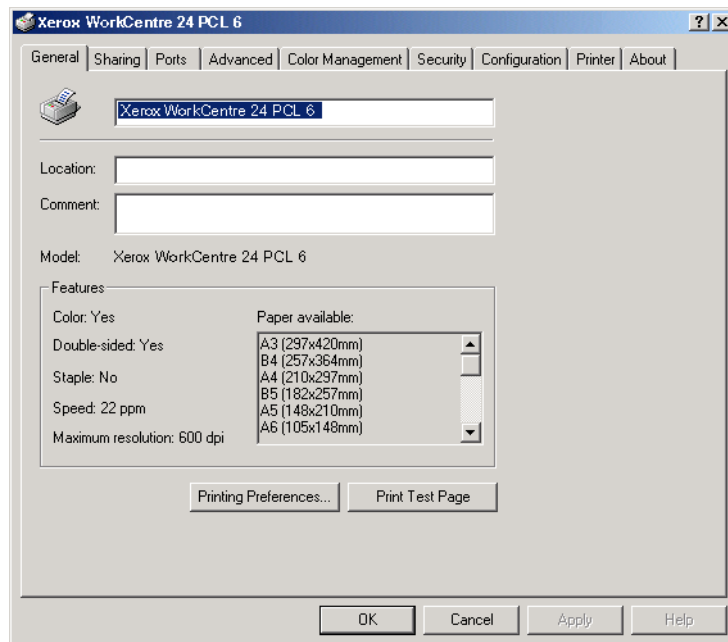 Xerox WorkCentre 24 PCL 6
General Sharing Ports Advanced Color Management Security Configuration Printer About
Xerox WorkCentre 24 PCL 6
Location:
Comment:
Model: Xerox WorkCentre 24 PCL 6
Features
Color: Yes
Double-sided: Yes
Staple: No
Speed: 22 ppm
Maximum resolution: 600 dpi
Paper available:
A3 (297x420mm)
B4 (257x364mm)
A4 (210x297mm)
B5 (182x257mm)
A5 (148x210mm)
A6 (105x148mm)
Printing Preferences... Print Test Page
OK Cancel Apply Help